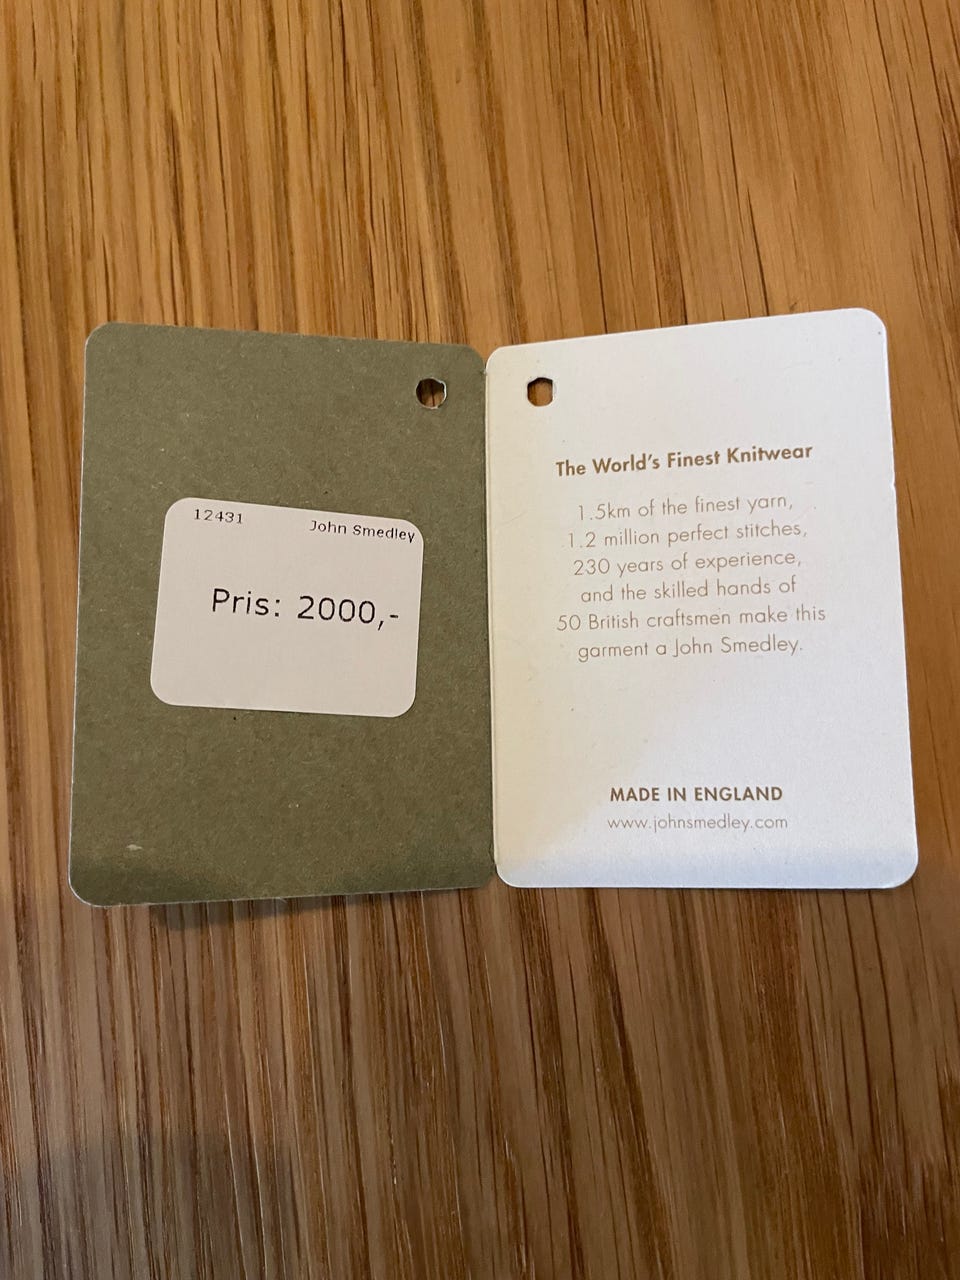 12431 John Smedley
Pris: 2000,-
The World's Finest Knitwear
1.5km of the finest yarn,
1.2 million perfect stitches,
230 years of experience,
and the skilled hands of
50 British craftsmen make this
garment a John Smedley.
MADE IN ENGLAND
www.johnsmedley.com